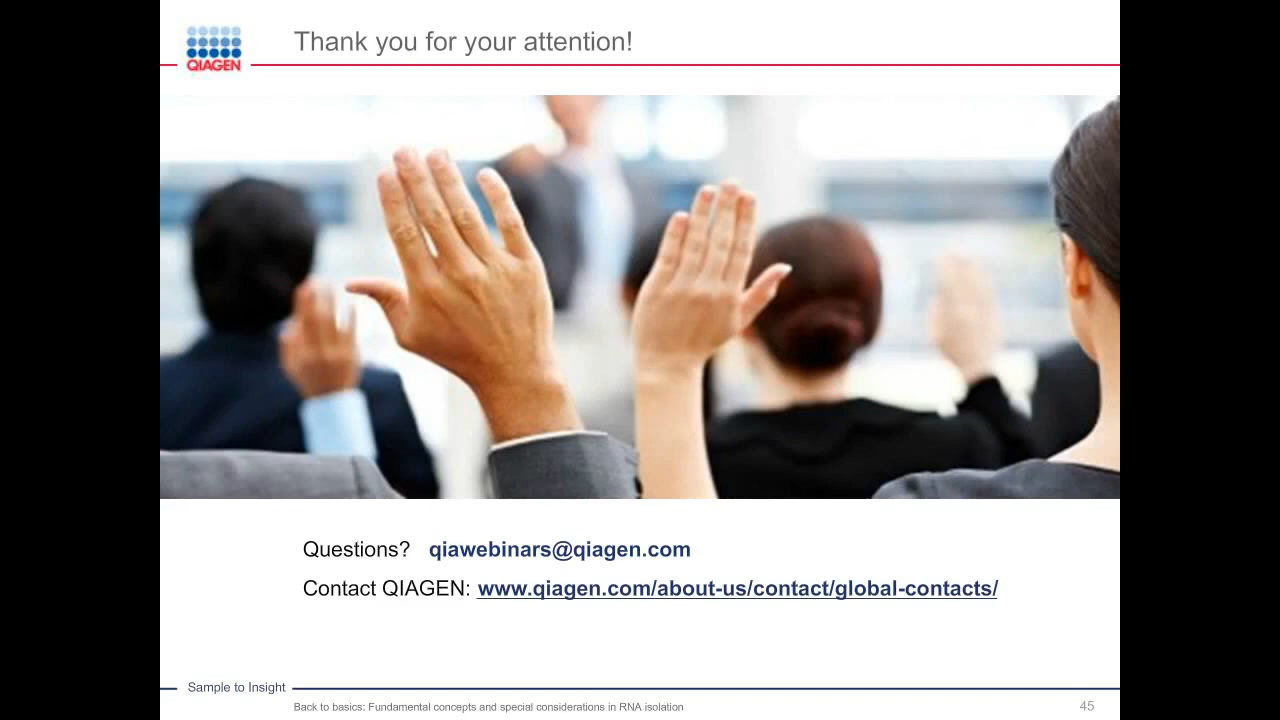 Thank you for your attention!
QIAGEN
Questions? qiawebinars@qiagen.com
Contact QIAGEN: www.qiagen.com/about-us/contact/global-contacts/
Sample to Insight
Back to basics: Fundamental concepts and special considerations in RNA isolation
45